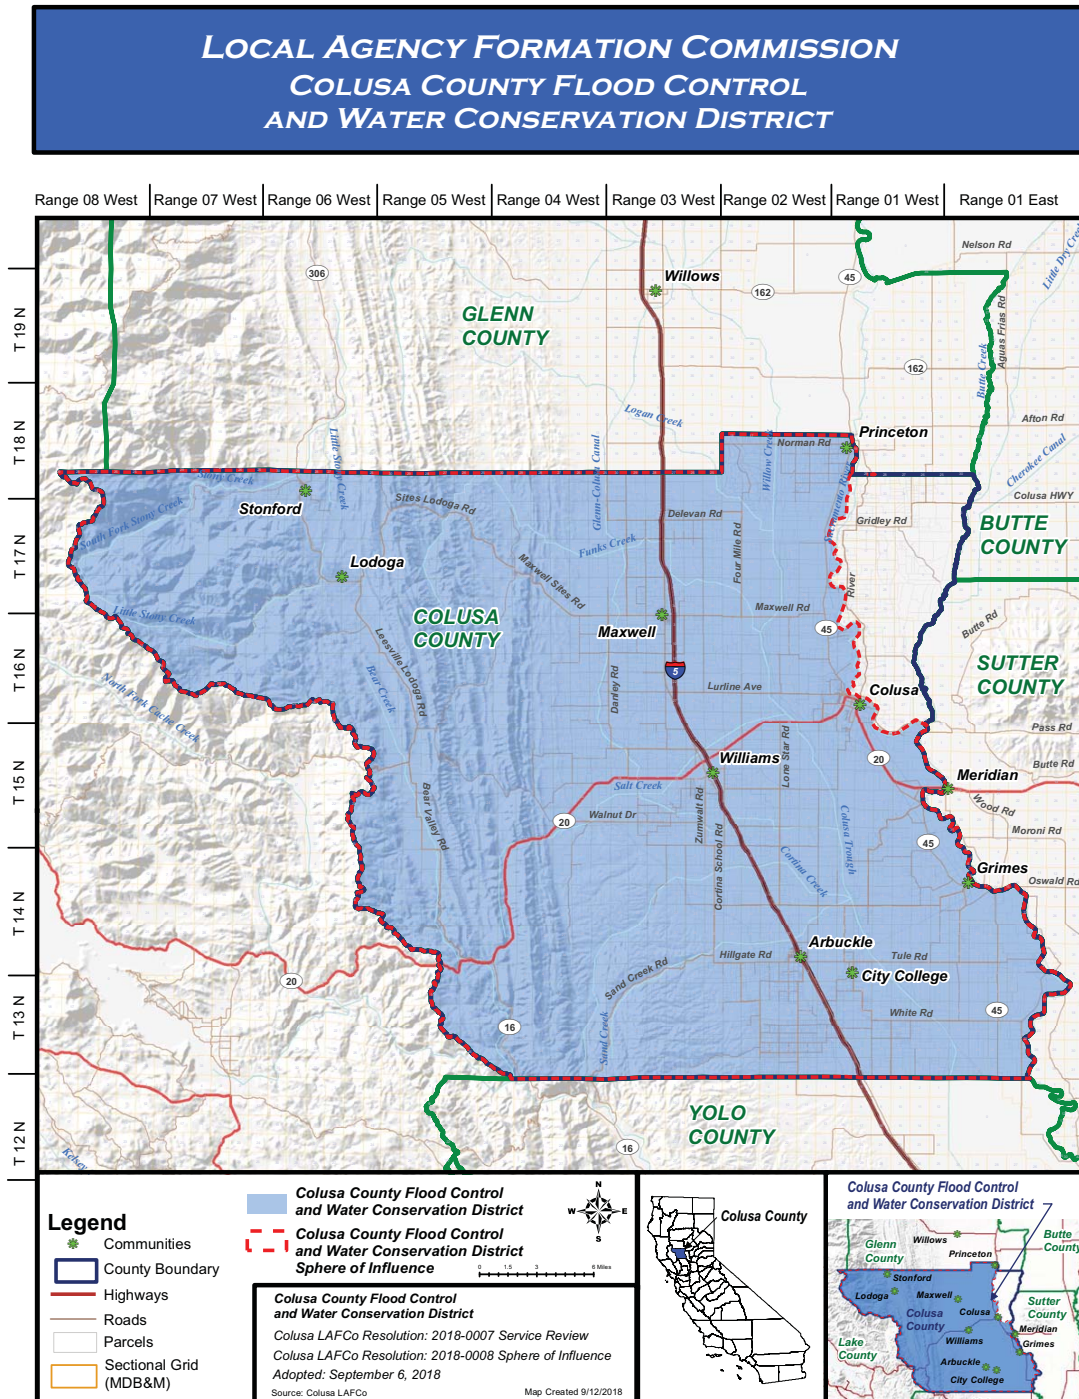 LOCAL AGENCY FORMATION COMMISSION
COLUSA COUNTY FLOOD CONTROL
AND WATER CONSERVATION DISTRICT
Range 08 West
Range 07 West
Range 06 West
Range 05 West
Range 04 West
Range 03 West
Range 02 West
Range 01 West
Range 01 East
T 19 N
T 18 N
T 17 N
T 16 N
T 15 N
T 14 N
T 13 N
T 12 N
Nelson Rd
Little Dry Creek
306
Willows
162
45
GLENN
COUNTY
Aguas Frias Rd
Butte Creek
162
Logan Creek
Afton Rd
Princeton
Norman Rd
Little Stony Creek
Glenn-Colusa Canal
Willow Creek
Cherokee Canal
Stony Creek
Sacramento River
Stonford
Sites Lodoga Rd
Colusa HWY
South Fork Stony Creek
Delevan Rd
Gridley Rd
BUTTE
COUNTY
Funks Creek
Four Mile Rd
Lodoga
Maxwell Sites Rd
River
Little Stony Creek
COLUSA
COUNTY
Maxwell Rd
Maxwell
45
Butte Rd
Leesville Lodoga Rd
SUTTER
COUNTY
North Fork Cache Creek
Bear Creek
Danley Rd
5
Lurline Ave
Colusa
Pass Rd
Lone Star Rd
Williams
20
Butte Rd
Meridian
Salt Creek
Bear Valley Rd
Zumwalt Rd
Wood Rd
20
Walnut Dr
Colusa Trough
Moroni Rd
45
Cortina School Rd
Cortina Creek
Grimes
Oswald Rd
Arbuckle
Hillgate Rd
Tule Rd
Sand Creek Rd
City College
20
45
White Rd
16
Sand Creek
YOLO
COUNTY
16
Kelsey
Legend
Communities
County Boundary
Highways
Roads
Parcels
Sectional Grid
(MDB&M)
Colusa County Flood Control
and Water Conservation District
Colusa County Flood Control
and Water Conservation District
Sphere of Influence
N
W
E
S
0 1.5 3 6 Miles
Colusa County Flood Control
and Water Conservation District
Colusa LAFCo Resolution: 2018-0007 Service Review
Colusa LAFCo Resolution: 2018-0008 Sphere of Influence
Adopted: September 6, 2018
Source: Colusa LAFCo
Map Created 9/12/2018
Colusa County
Colusa County Flood Control
and Water Conservation District
Willows
Glenn
County
Butte
County
Princeton
Stonford
Lodoga
Maxwell
Colusa
County
Colusa
Sutter
County
Meridian
Williams
Grimes
Lake
County
Arbuckle
City College